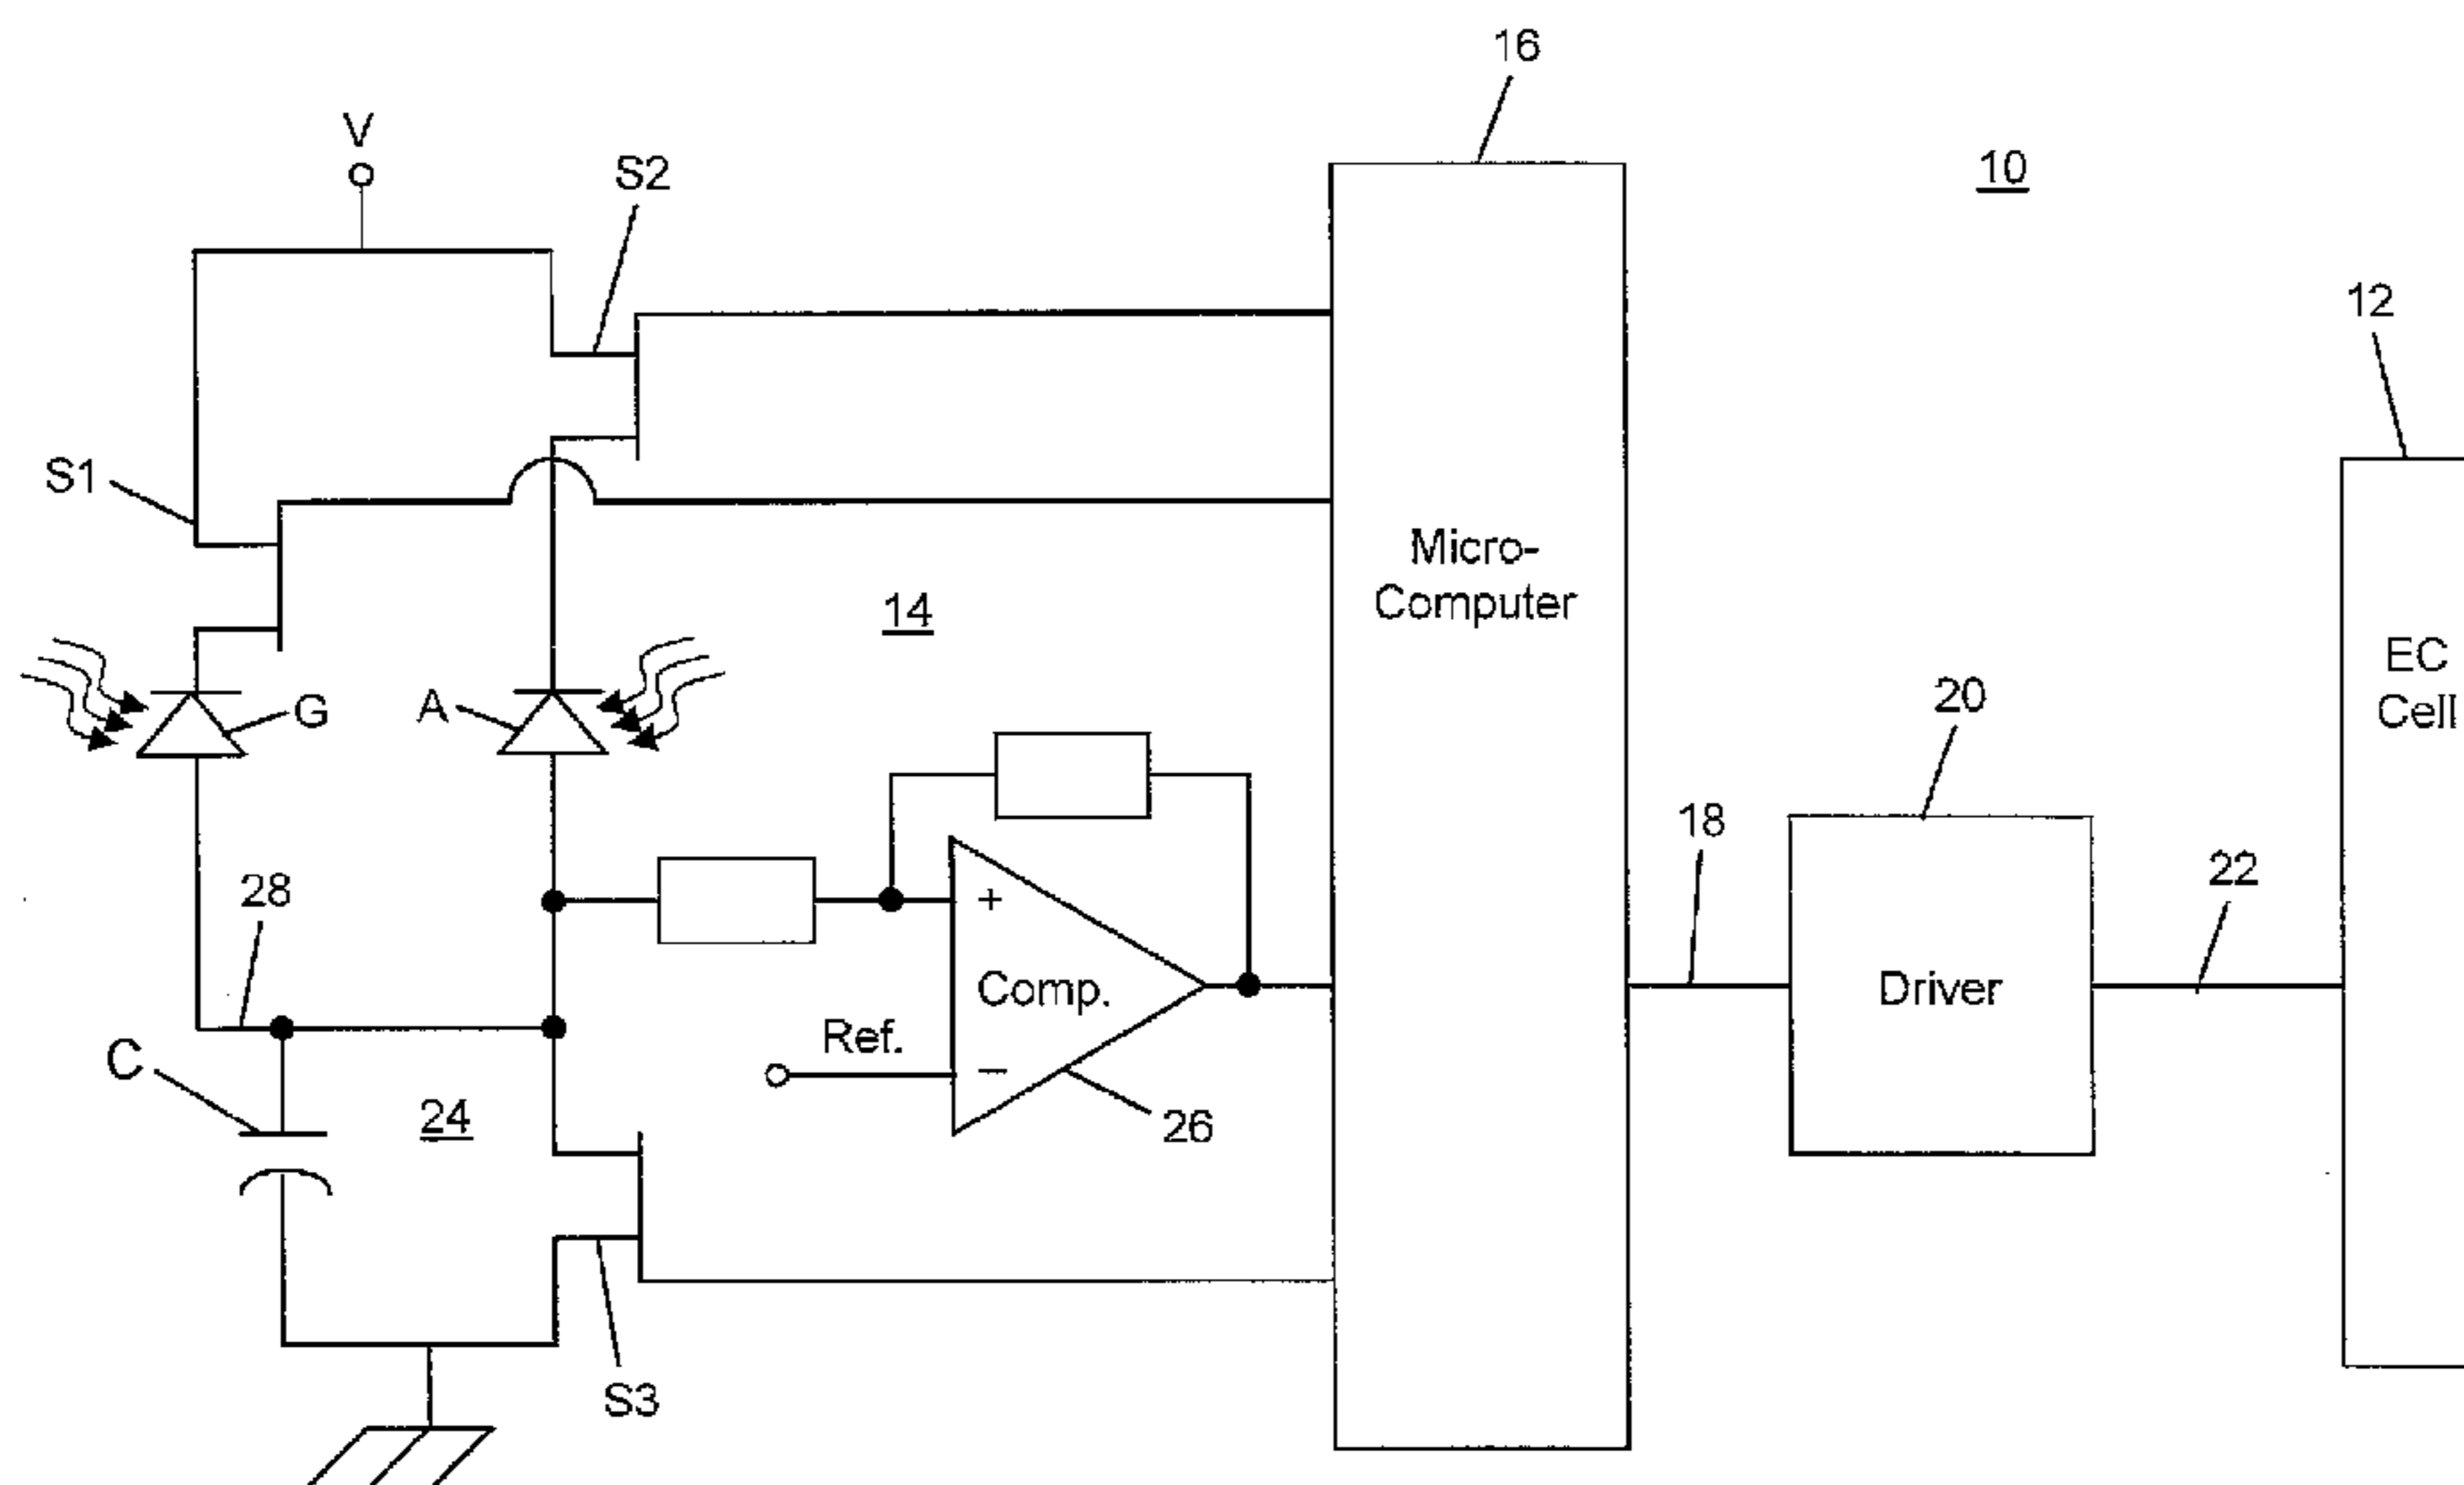 16
V
S2
10
12
S1
Micro-
Computer
14
EC
Cell
G
A
20
18
28
22
+
Comp.
Driver
Ref.
−
C
24
26
S3